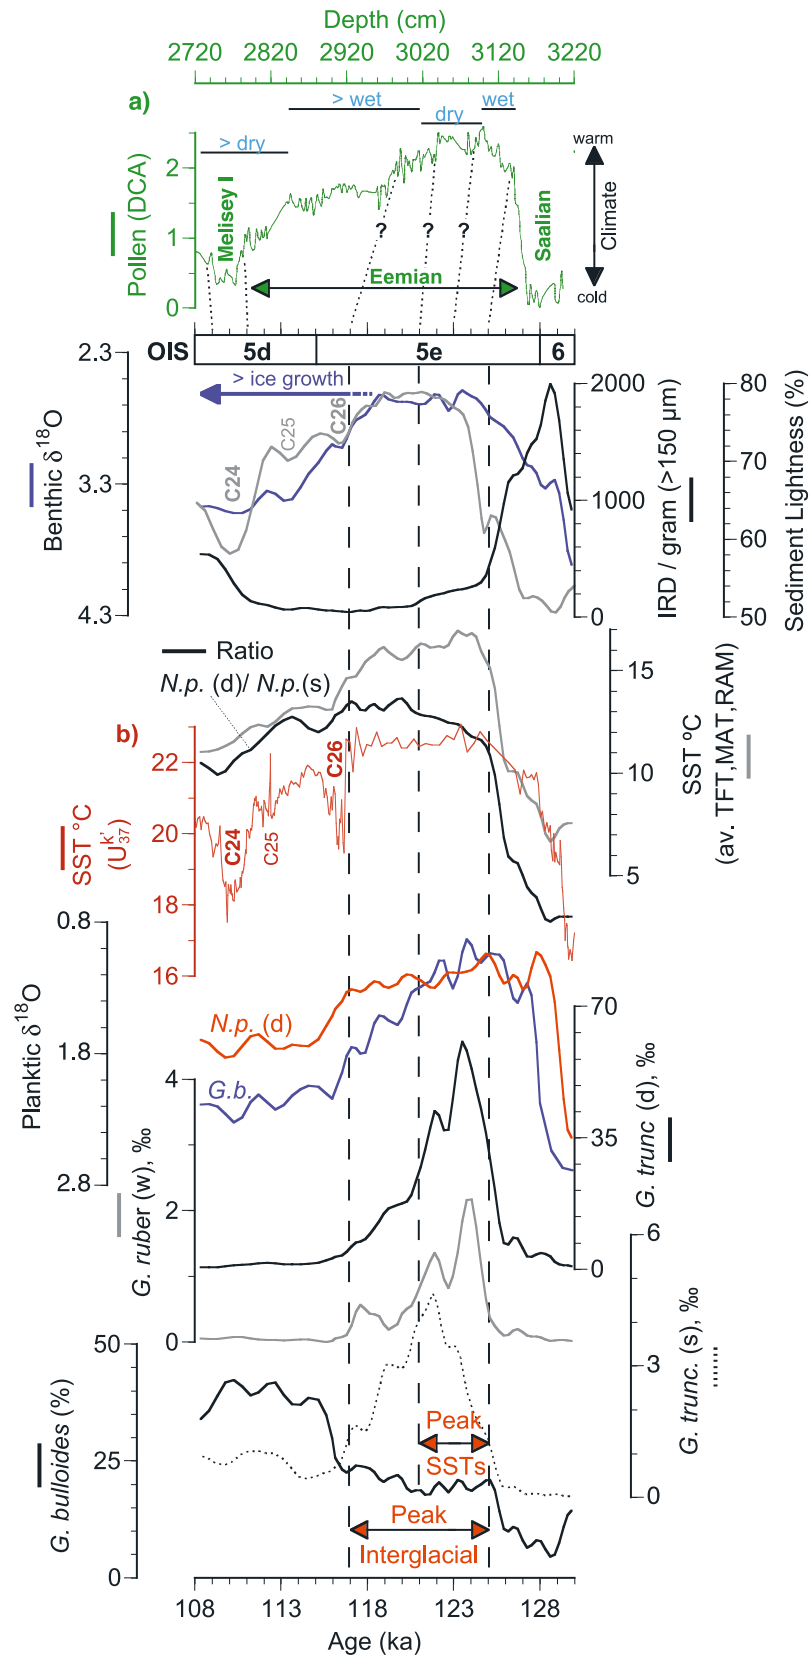 Depth (cm)
2720 2820 2920 3020 3120 3220
a)
> wet
wet
dry
> dry
warm
Climate
cold
2
1
0
Pollen (DCA)
Melisey I
Saalian
? ? ?
Eemian
OIS 5d 5e 6
2.3
3.3
4.3
Benthic δ18O
> ice growth
C24
C25
C26
2000
1000
0
IRD / gram (>150 µm)
80
70
60
50
Sediment Lightness (%)
Ratio
N.p. (d)/ N.p.(s)
15
10
5
SST ºC
(av. TFT,MAT,RAM)
b)
22
20
18
16
SST °C
(Uk'37)
C24
C25
C26
0.8
1.8
2.8
Planktic δ18O
N.p. (d)
G.b.
70
35
0
G. trunc (d), ‰
4
2
0
G. ruber (w), ‰
6
3
0
G. trunc. (s), ‰
50
25
0
G. bulloides (%)
Peak
SSTs
Peak
Interglacial
108 113 118 123 128
Age (ka)